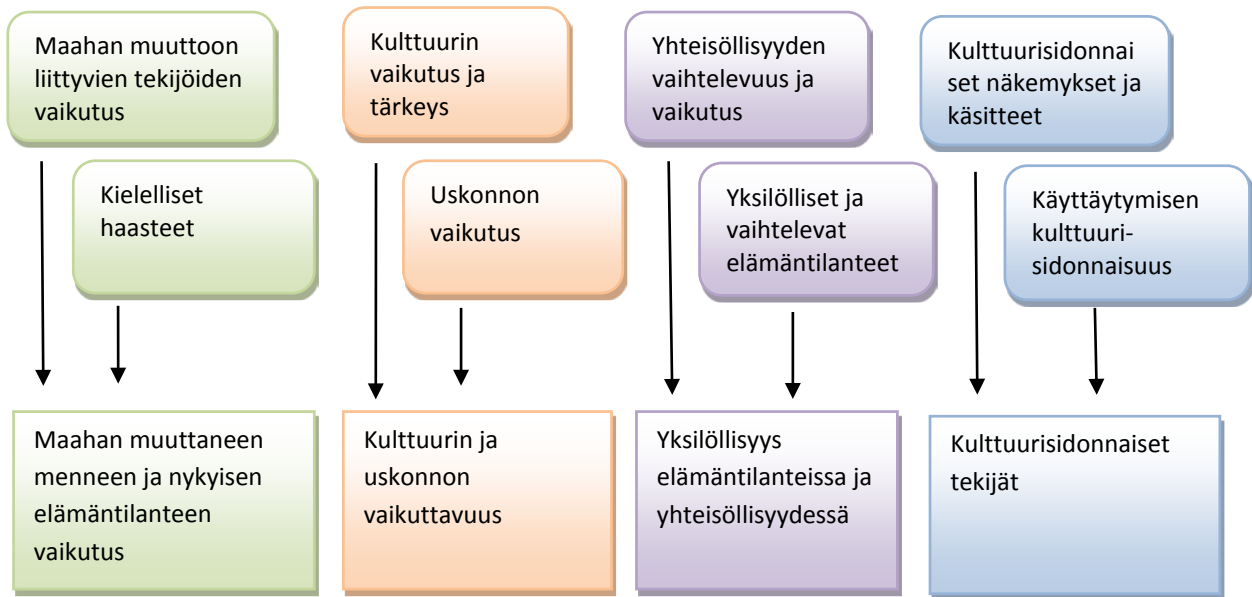 Maahan muuttoon
liittyvien tekijöiden
vaikutus
Kulttuurin
vaikutus ja
tärkeys
Yhteisöllisyyden
vaihtelevuus ja
vaikutus
Kulttuurisidonnai
set näkemykset ja
käsitteet
Kielelliset
haasteet
Uskonnon
vaikutus
Yksilölliset ja
vaihtelevat
elämäntilanteet
Käyttäytymisen
kulttuuri-
sidonnaisuus
Maahan muuttaneen
menneen ja nykyisen
elämäntilanteen
vaikutus
Kulttuurin ja
uskonnon
vaikuttavuus
Yksilöllisyys
elämäntilanteissa ja
yhteisöllisyydessä
Kulttuurisidonnaiset
tekijät